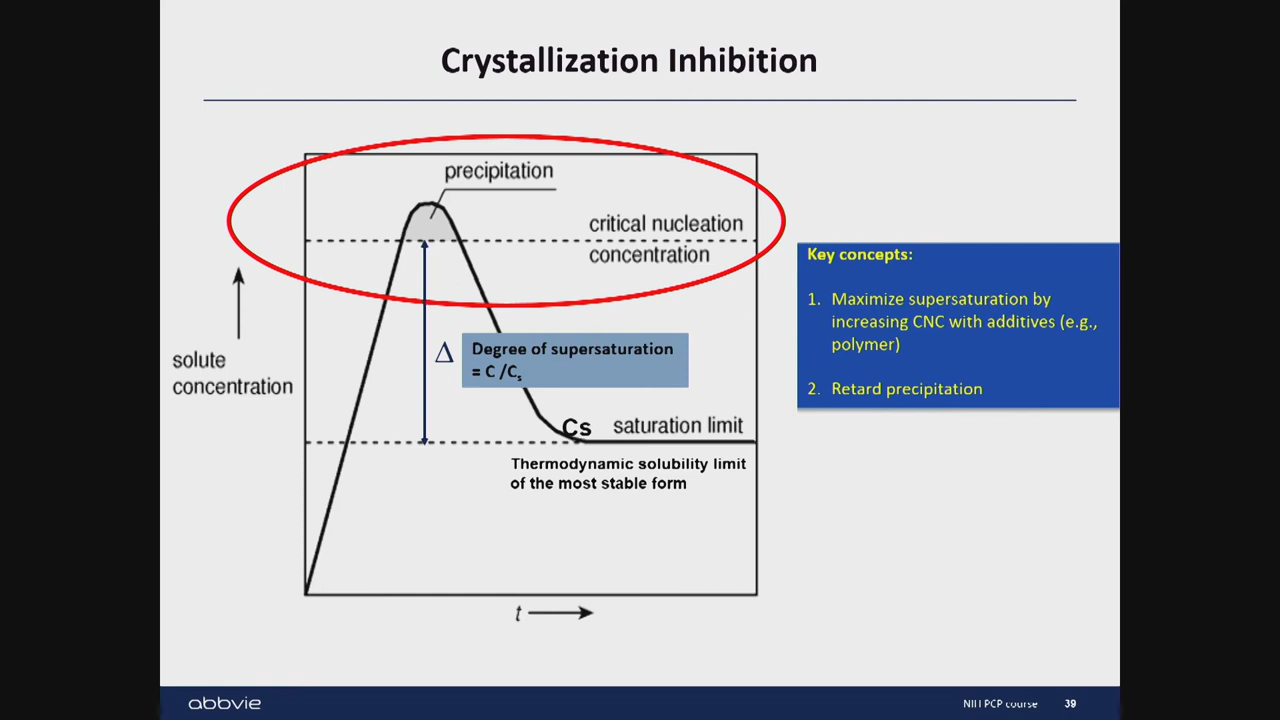 Crystallization Inhibition
precipitation
critical nucleation
concentration
solute
concentration
Δ
Degree of supersaturation
= C /Cs
Cs
saturation limit
Thermodynamic solubility limit
of the most stable form
t
Key concepts:
1. Maximize supersaturation by
increasing CNC with additives (e.g.,
polymer)
2. Retard precipitation
abbvie
NIH PCP course
39